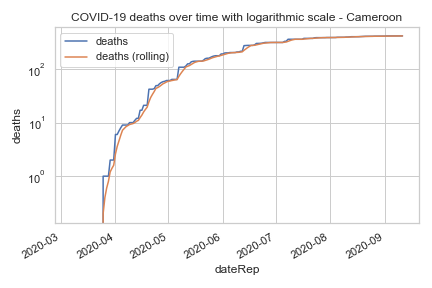 COVID-19 deaths over time with logarithmic scale - Cameroon
deaths
deaths (rolling)
10²
10¹
10⁰
deaths
2020-03
2020-04
2020-05
2020-06
2020-07
2020-08
2020-09
dateRep